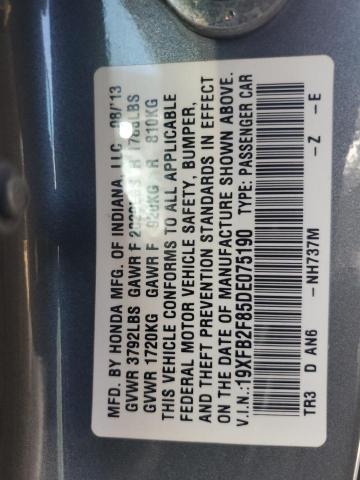 MFD. BY HONDA MFG. OF INDIANA, LLC 08/'13
GVWR 3792LBS GAWR F LBS R LBS
GVWR 1720KG GAWR F 920KG R 810KG
THIS VEHICLE CONFORMS TO ALL APPLICABLE
FEDERAL MOTOR VEHICLE SAFETY, BUMPER,
AND THEFT PREVENTION STANDARDS IN EFFECT
ON THE DATE OF MANUFACTURE SHOWN ABOVE.
V.I.N.: 19XFB2F85DE075190 TYPE: PASSENGER CAR
TR3 D AN6 -NH737M -Z -E